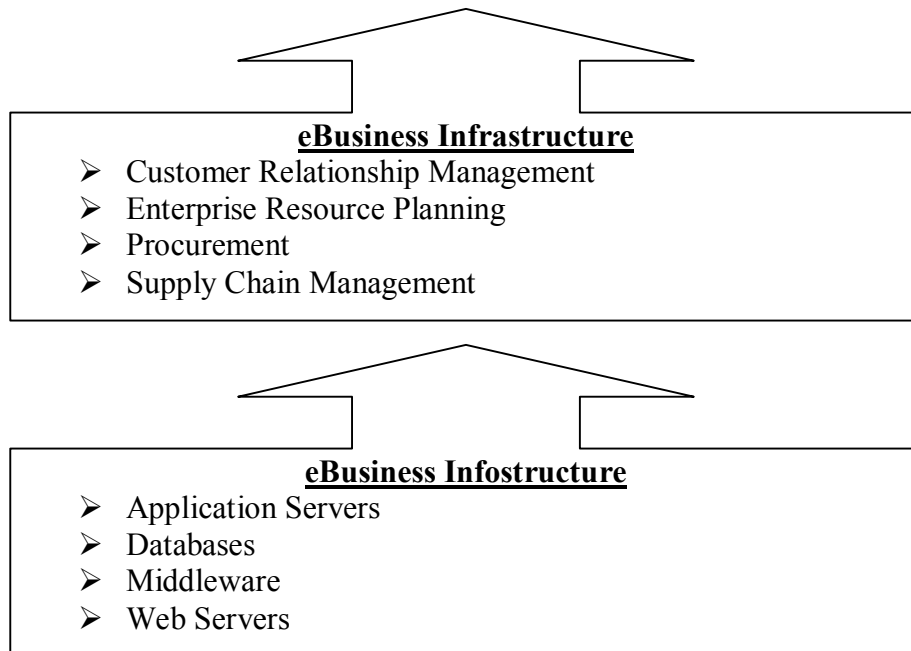 eBusiness Infrastructure
➢ Customer Relationship Management
➢ Enterprise Resource Planning
➢ Procurement
➢ Supply Chain Management
eBusiness Infostructure
➢ Application Servers
➢ Databases
➢ Middleware
➢ Web Servers